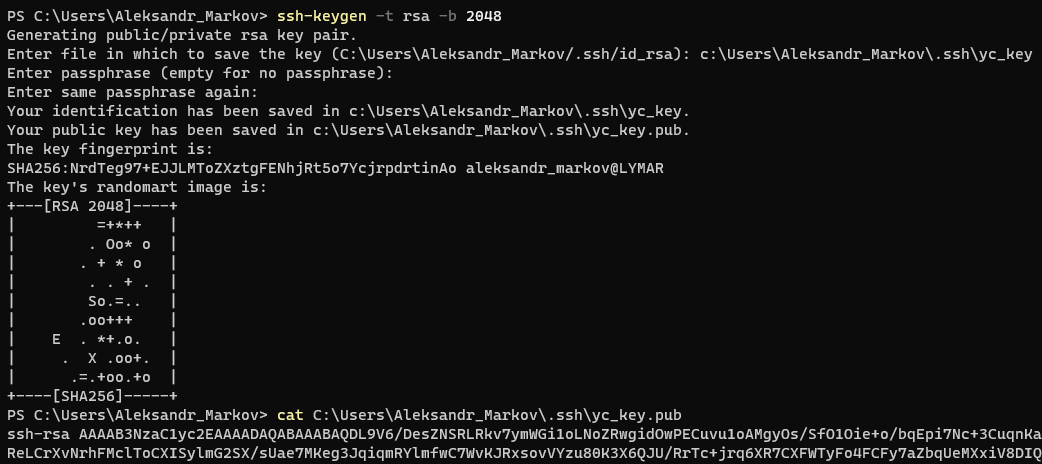 PS C:\Users\Aleksandr_Markov> ssh-keygen -t rsa -b 2048
Generating public/private rsa key pair.
Enter file in which to save the key (C:\Users\Aleksandr_Markov/.ssh/id_rsa): c:\Users\Aleksandr_Markov\.ssh\yc_key
Enter passphrase (empty for no passphrase):
Enter same passphrase again:
Your identification has been saved in c:\Users\Aleksandr_Markov\.ssh\yc_key.
Your public key has been saved in c:\Users\Aleksandr_Markov\.ssh\yc_key.pub.
The key fingerprint is:
SHA256:NrdTeg97+EJJLMToZXztgFENhjRt5o7YcjrpdrtinAo aleksandr_markov@LYMAR
The key's randomart image is:
+---[RSA 2048]----+
|         =+*++   |
|        . Oo* o  |
|       . + * o   |
|        . . + .  |
|        So.=..   |
|       .oo+++    |
|    E  . *+.o.   |
|     .  X .oo+.  |
|      .=.+oo.+o  |
+----[SHA256]-----+
PS C:\Users\Aleksandr_Markov> cat C:\Users\Aleksandr_Markov\.ssh\yc_key.pub
ssh-rsa AAAAB3NzaC1yc2EAAAADAQABAAABAQDL9V6/DesZNSRLRkv7ymWGi1oLNoZRwgidOwPECuvu1oAMgyOs/SfO1Oie+o/bqEpi7Nc+3CuqnKa
ReLCrXvNrhFMclToCXISylmG2SX/sUae7MKeg3JqiqmRYlmfwC7WvKJRxsovVYzu80K3X6QJU/RrTc+jrq6XR7CXFWTyFo4FCFy7aZbqUeMXxiV8DIQ